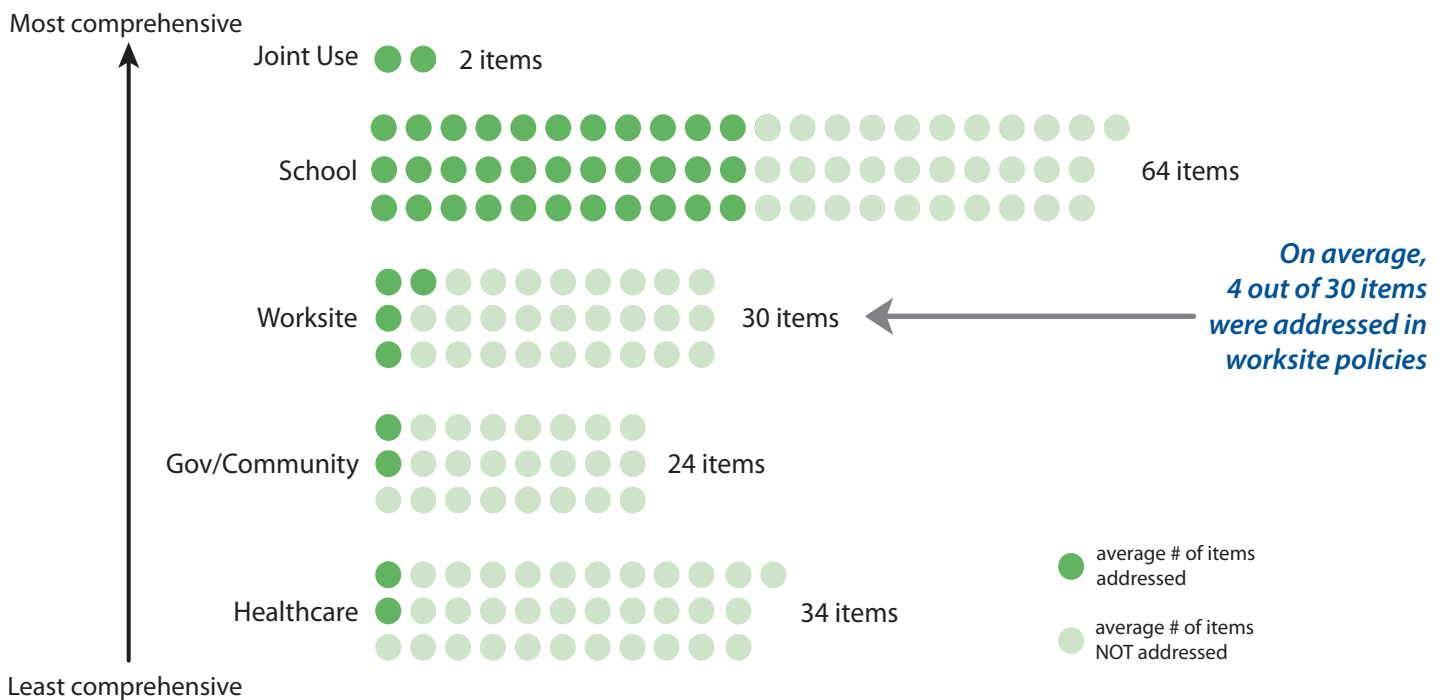 Most comprehensive
Joint Use
2 items
School
64 items
On average,
4 out of 30 items
were addressed in
worksite policies
Worksite
30 items
Gov/Community
24 items
average # of items
addressed
Healthcare
34 items
average # of items
NOT addressed
Least comprehensive